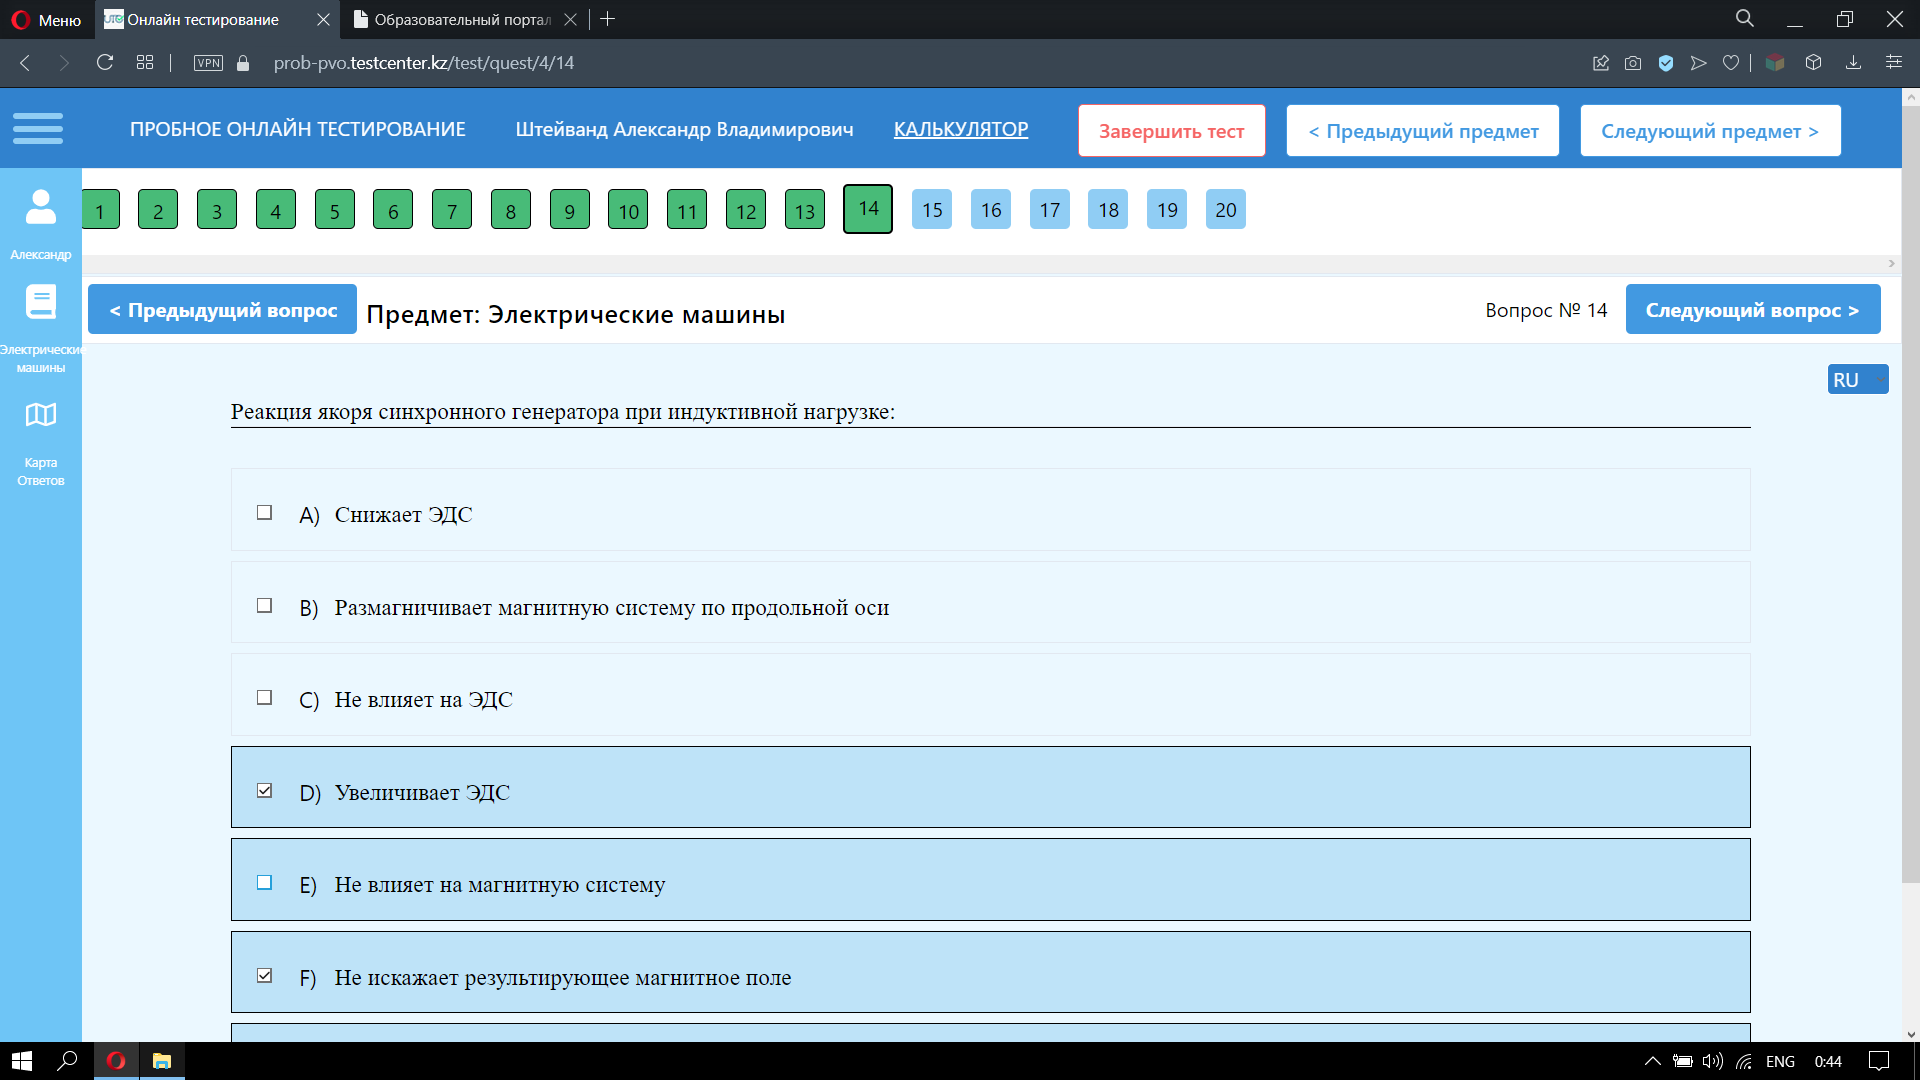 Меню
Онлайн тестирование
Образовательный портал
VPN
prob-pvo.testcenter.kz/test/quest/4/14
ПРОБНОЕ ОНЛАЙН ТЕСТИРОВАНИЕ
Штейванд Александр Владимирович
КАЛЬКУЛЯТОР
Завершить тест
< Предыдущий предмет
Следующий предмет >
1 2 3 4 5 6 7 8 9 10 11 12 13 14 15 16 17 18 19 20
Александр
Электрические
машины
Карта
Ответов
< Предыдущий вопрос
Предмет: Электрические машины
Вопрос № 14
Следующий вопрос >
RU
Реакция якоря синхронного генератора при индуктивной нагрузке:
A) Снижает ЭДС
B) Размагничивает магнитную систему по продольной оси
C) Не влияет на ЭДС
D) Увеличивает ЭДС
E) Не влияет на магнитную систему
F) Не искажает результирующее магнитное поле
ENG
0:44